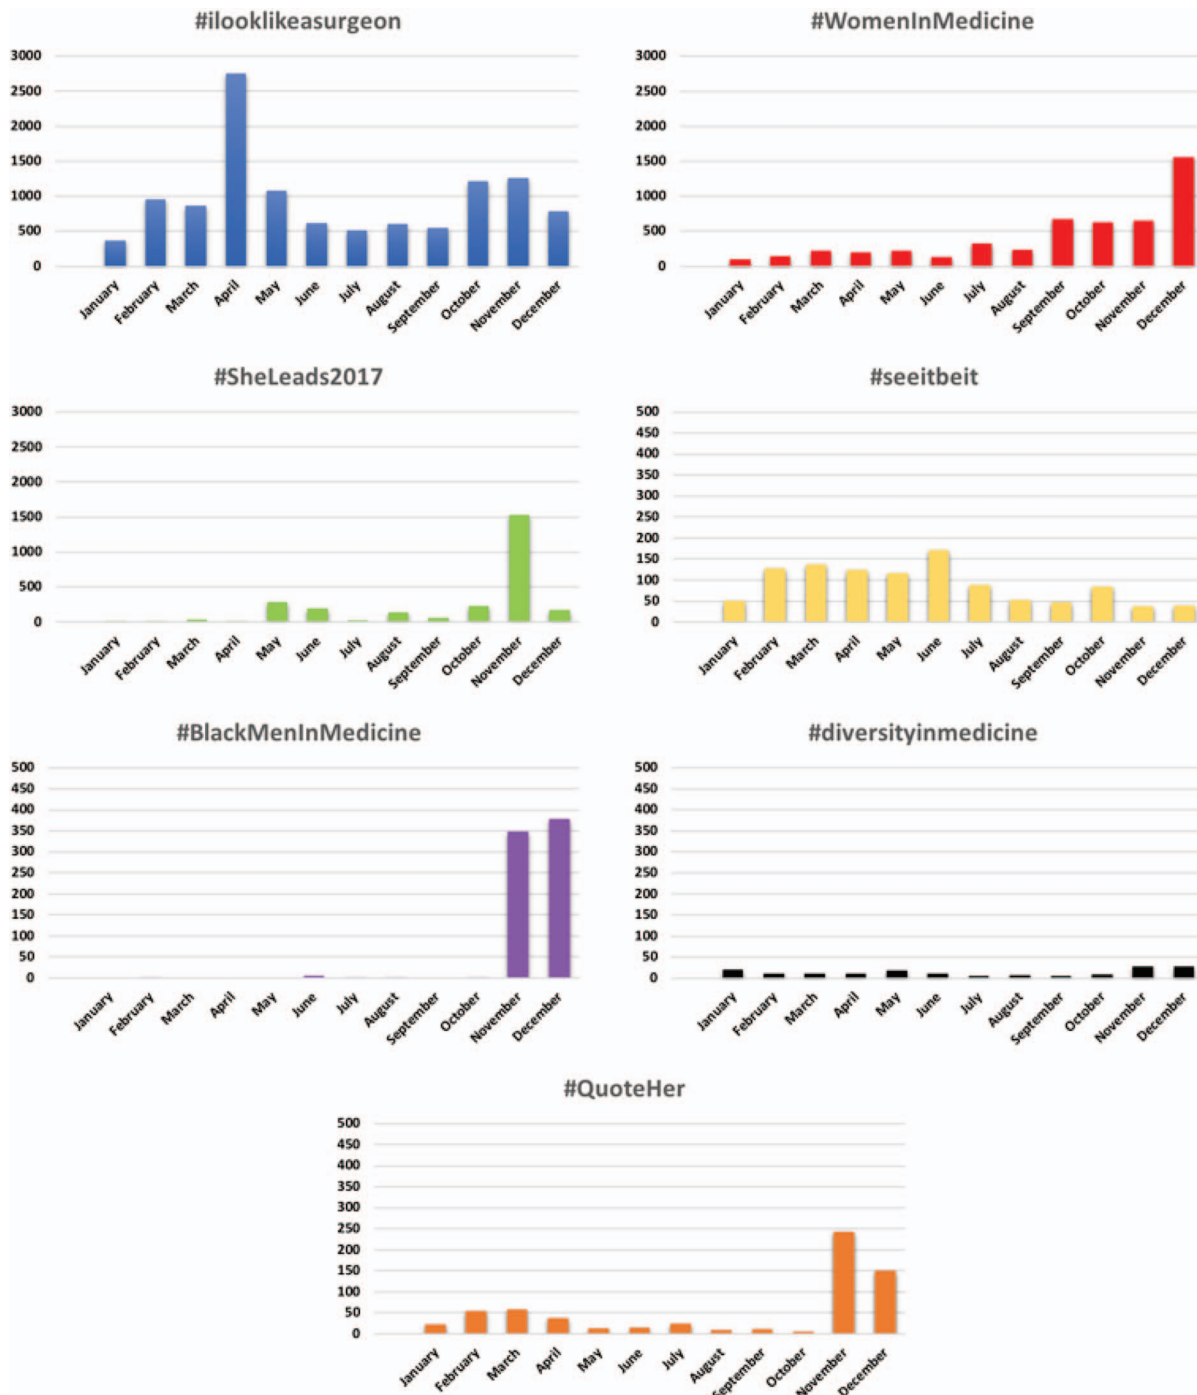 #ilooklikeasurgeon
3000
2500
2000
1500
1000
500
0
January
February
March
April
May
June
July
August
September
October
November
December
#WomenInMedicine
3000
2500
2000
1500
1000
500
0
January
February
March
April
May
June
July
August
September
October
November
December
#SheLeads2017
3000
2500
2000
1500
1000
500
0
January
February
March
April
May
June
July
August
September
October
November
December
#seeitbeit
500
450
400
350
300
250
200
150
100
50
0
January
February
March
April
May
June
July
August
September
October
November
December
#BlackMenInMedicine
500
450
400
350
300
250
200
150
100
50
0
January
February
March
April
May
June
July
August
September
October
November
December
#diversityinmedicine
500
450
400
350
300
250
200
150
100
50
0
January
February
March
April
May
June
July
August
September
October
November
December
#QuoteHer
500
450
400
350
300
250
200
150
100
50
0
January
February
March
April
May
June
July
August
September
October
November
December